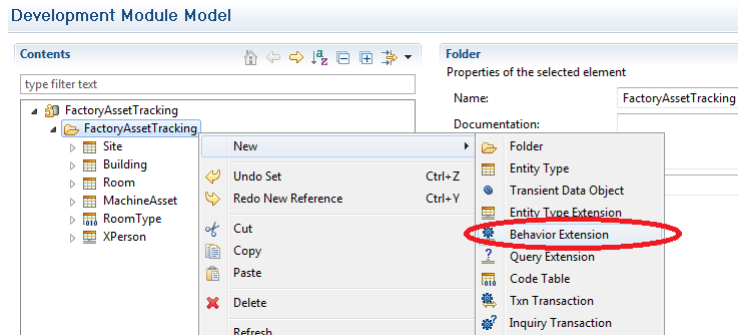 Development Module Model
Contents
Folder
Properties of the selected element
type filter text
Name:
FactoryAssetTracking
Documentation:
FactoryAssetTracking
FactoryAssetTracking
Site
Building
Room
MachineAsset
RoomType
XPerson
New
Undo Set Ctrl+Z
Redo New Reference Ctrl+Y
Cut
Copy
Paste
Delete
Refresh
Folder
Entity Type
Transient Data Object
Entity Type Extension
Behavior Extension
Query Extension
Code Table
Txn Transaction
Inquiry Transaction